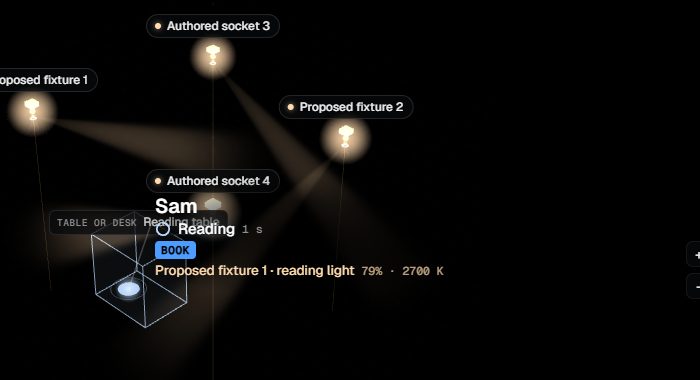 Authored socket 3
oposed fixture 1
Proposed fixture 2
Authored socket 4
Sam
TABLE OR DESK Reading table
Reading 1 s
BOOK
Proposed fixture 1 · reading light 79% · 2700 K
+
−